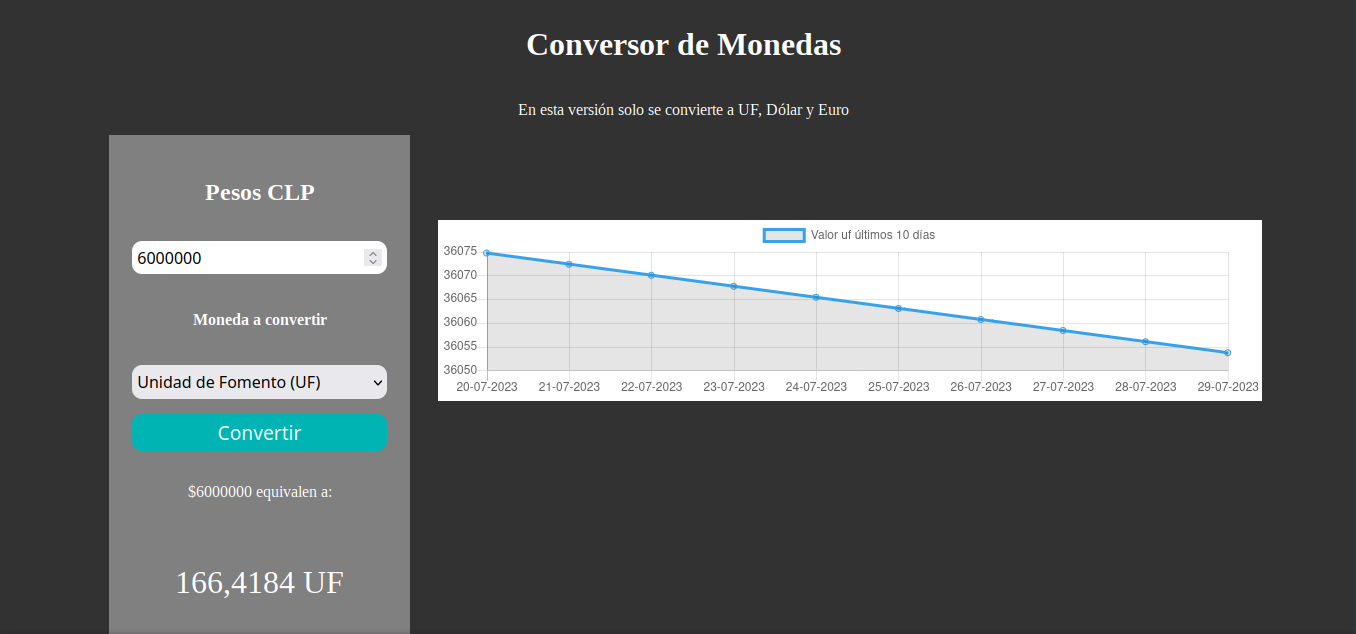 Conversor de Monedas
En esta versión solo se convierte a UF, Dólar y Euro
Pesos CLP
6000000
Moneda a convertir
Unidad de Fomento (UF)
Convertir
$6000000 equivalen a:
166,4184 UF
Valor uf últimos 10 días
36075
36070
36065
36060
36055
36050
20-07-2023 21-07-2023 22-07-2023 23-07-2023 24-07-2023 25-07-2023 26-07-2023 27-07-2023 28-07-2023 29-07-2023